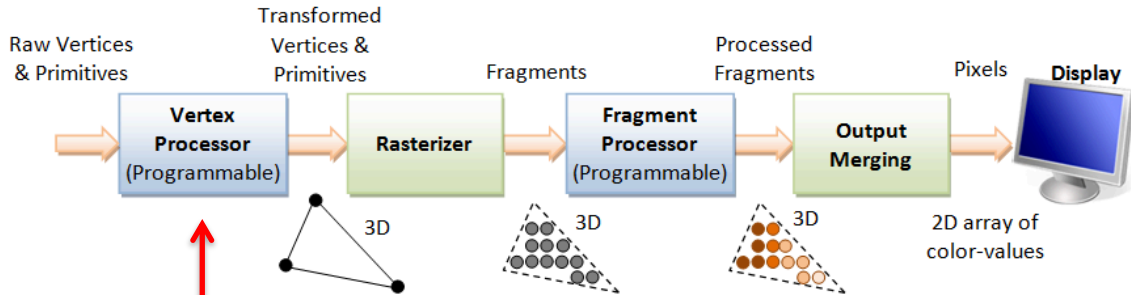 Raw Vertices
& Primitives
Vertex
Processor
(Programmable)
Transformed
Vertices &
Primitives
3D
Rasterizer
Fragments
3D
Fragment
Processor
(Programmable)
Processed
Fragments
3D
Output
Merging
Pixels
Display
2D array of
color-values